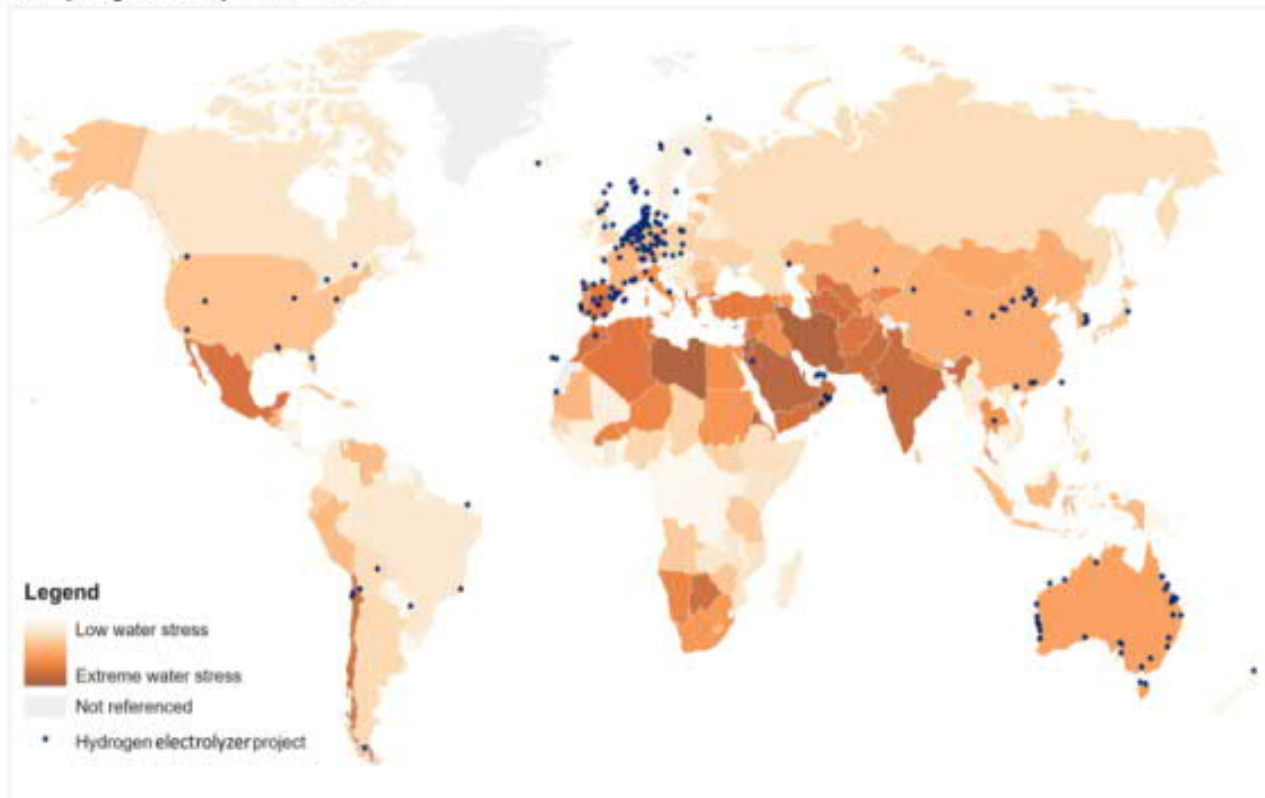 Legend
Low water stress
Extreme water stress
Not referenced
Hydrogen electrolyzer project